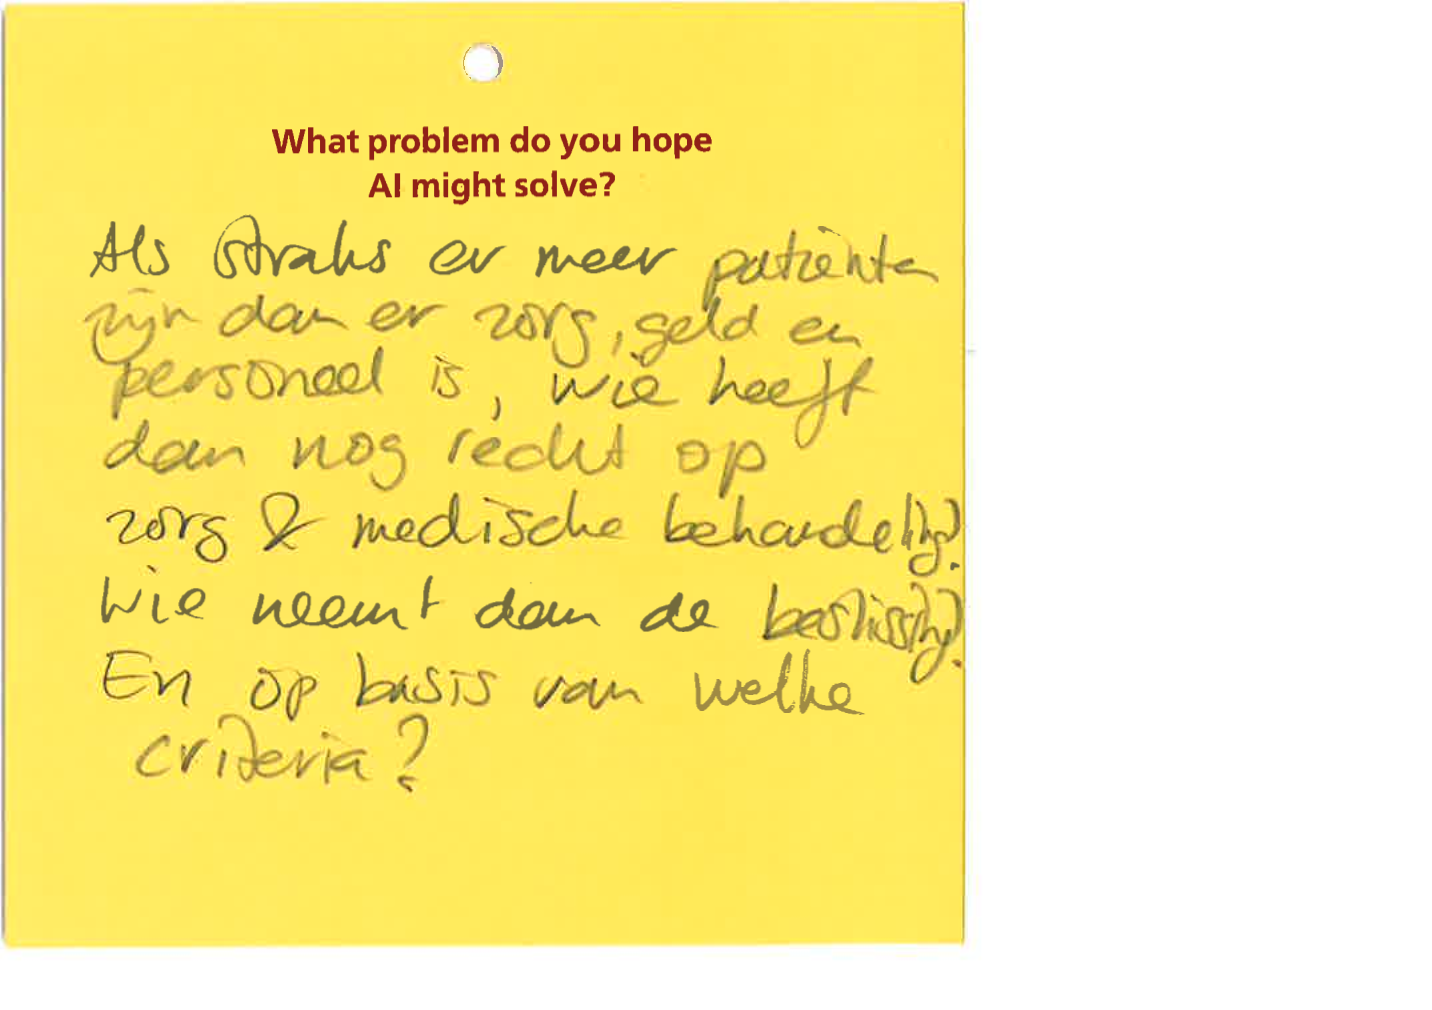 What problem do you hope
AI might solve?
Als straks er meer patiënten
zijn dan er zorg, geld en
personeel is, wie heeft
dan nog recht op
zorg & medische behandeling?
Wie neemt dan de beslissing?
En op basis van welke
criteria?